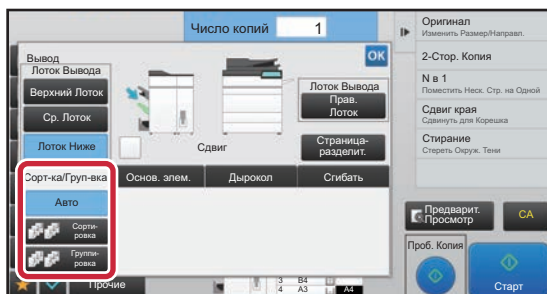 Число копий 1
Вывод
OK
Лоток Вывода
Верхний Лоток
Ср. Лоток
Лоток Ниже
Сдвиг
Лоток Вывода
Прав.
Лоток
Страница-
разделит.
Сорт-ка/Груп-вка
Авто
Сорти-
ровка
Группи-
ровка
Основ. элем.
Дырокол
Сгибать
Прочие
3 B4
4 A3
A4
Оригинал
Изменить Размер/Направл.
2-Стор. Копия
N в 1
Поместить Неск. Стр. на Одной
Сдвиг края
Сдвинуть для Корешка
Стирание
Стереть Окруж. Тени
Предварит.
Просмотр
CA
Проб. Копия
Старт